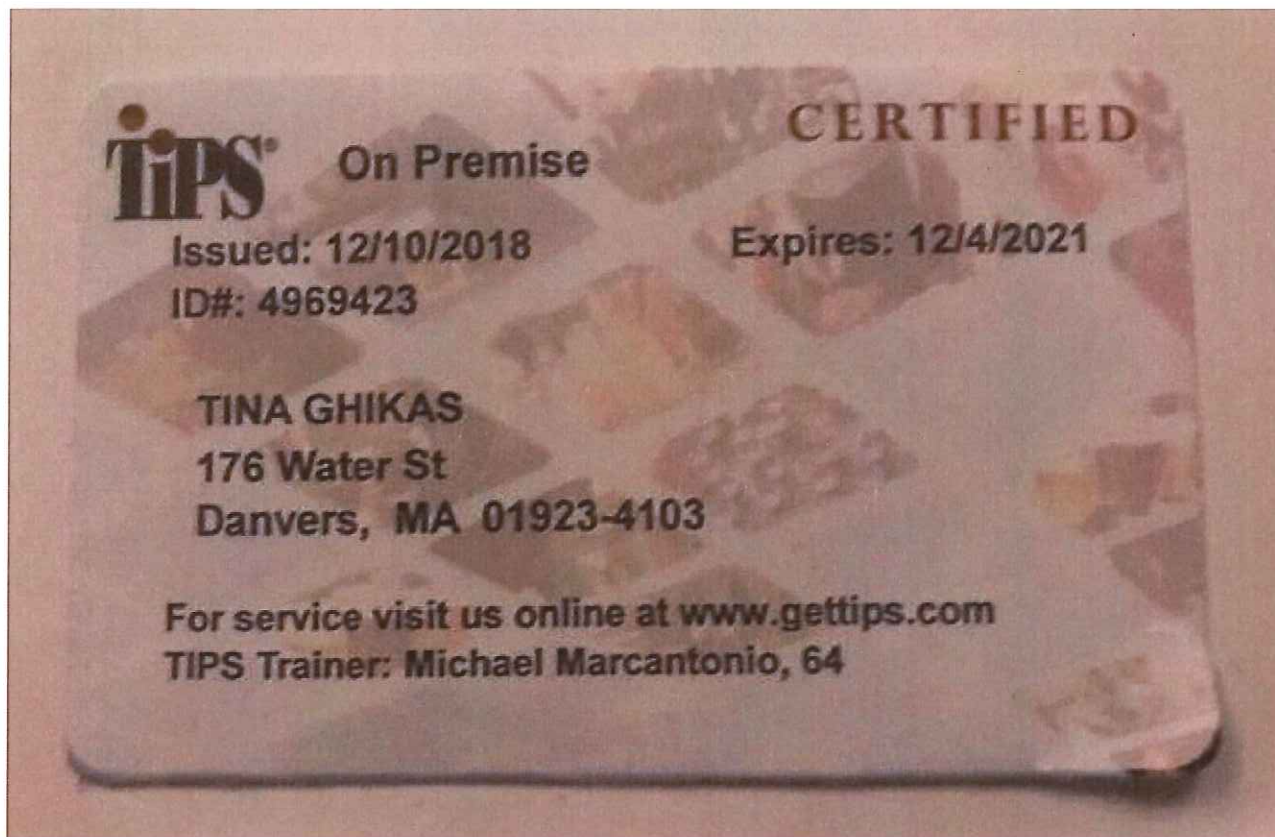 TiPS® On Premise
CERTIFIED
Issued: 12/10/2018
Expires: 12/4/2021
ID#: 4969423
TINA GHIKAS
176 Water St
Danvers, MA 01923-4103
For service visit us online at www.gettips.com
TIPS Trainer: Michael Marcantonio, 64